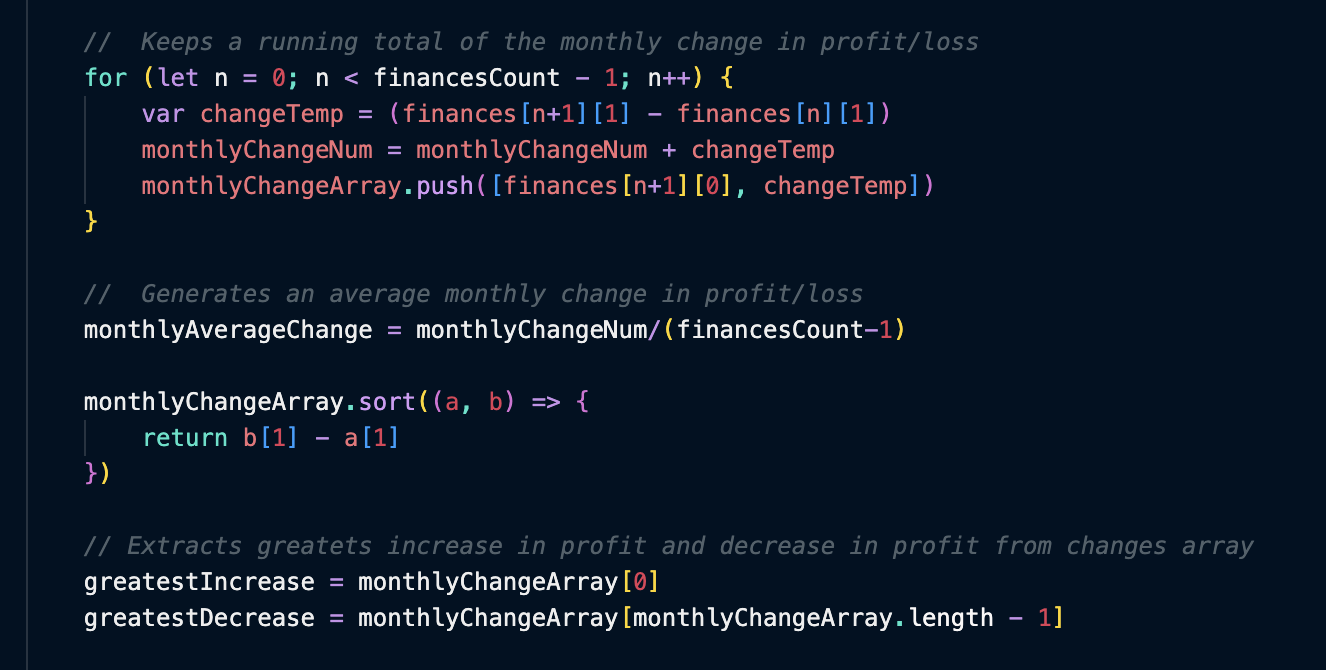 //  Keeps a running total of the monthly change in profit/loss
for (let n = 0; n < financesCount - 1; n++) {
    var changeTemp = (finances[n+1][1] - finances[n][1])
    monthlyChangeNum = monthlyChangeNum + changeTemp
    monthlyChangeArray.push([finances[n+1][0], changeTemp])
}

//  Generates an average monthly change in profit/loss
monthlyAverageChange = monthlyChangeNum/(financesCount-1)

monthlyChangeArray.sort((a, b) => {
    return b[1] - a[1]
})

// Extracts greatets increase in profit and decrease in profit from changes array
greatestIncrease = monthlyChangeArray[0]
greatestDecrease = monthlyChangeArray[monthlyChangeArray.length - 1]